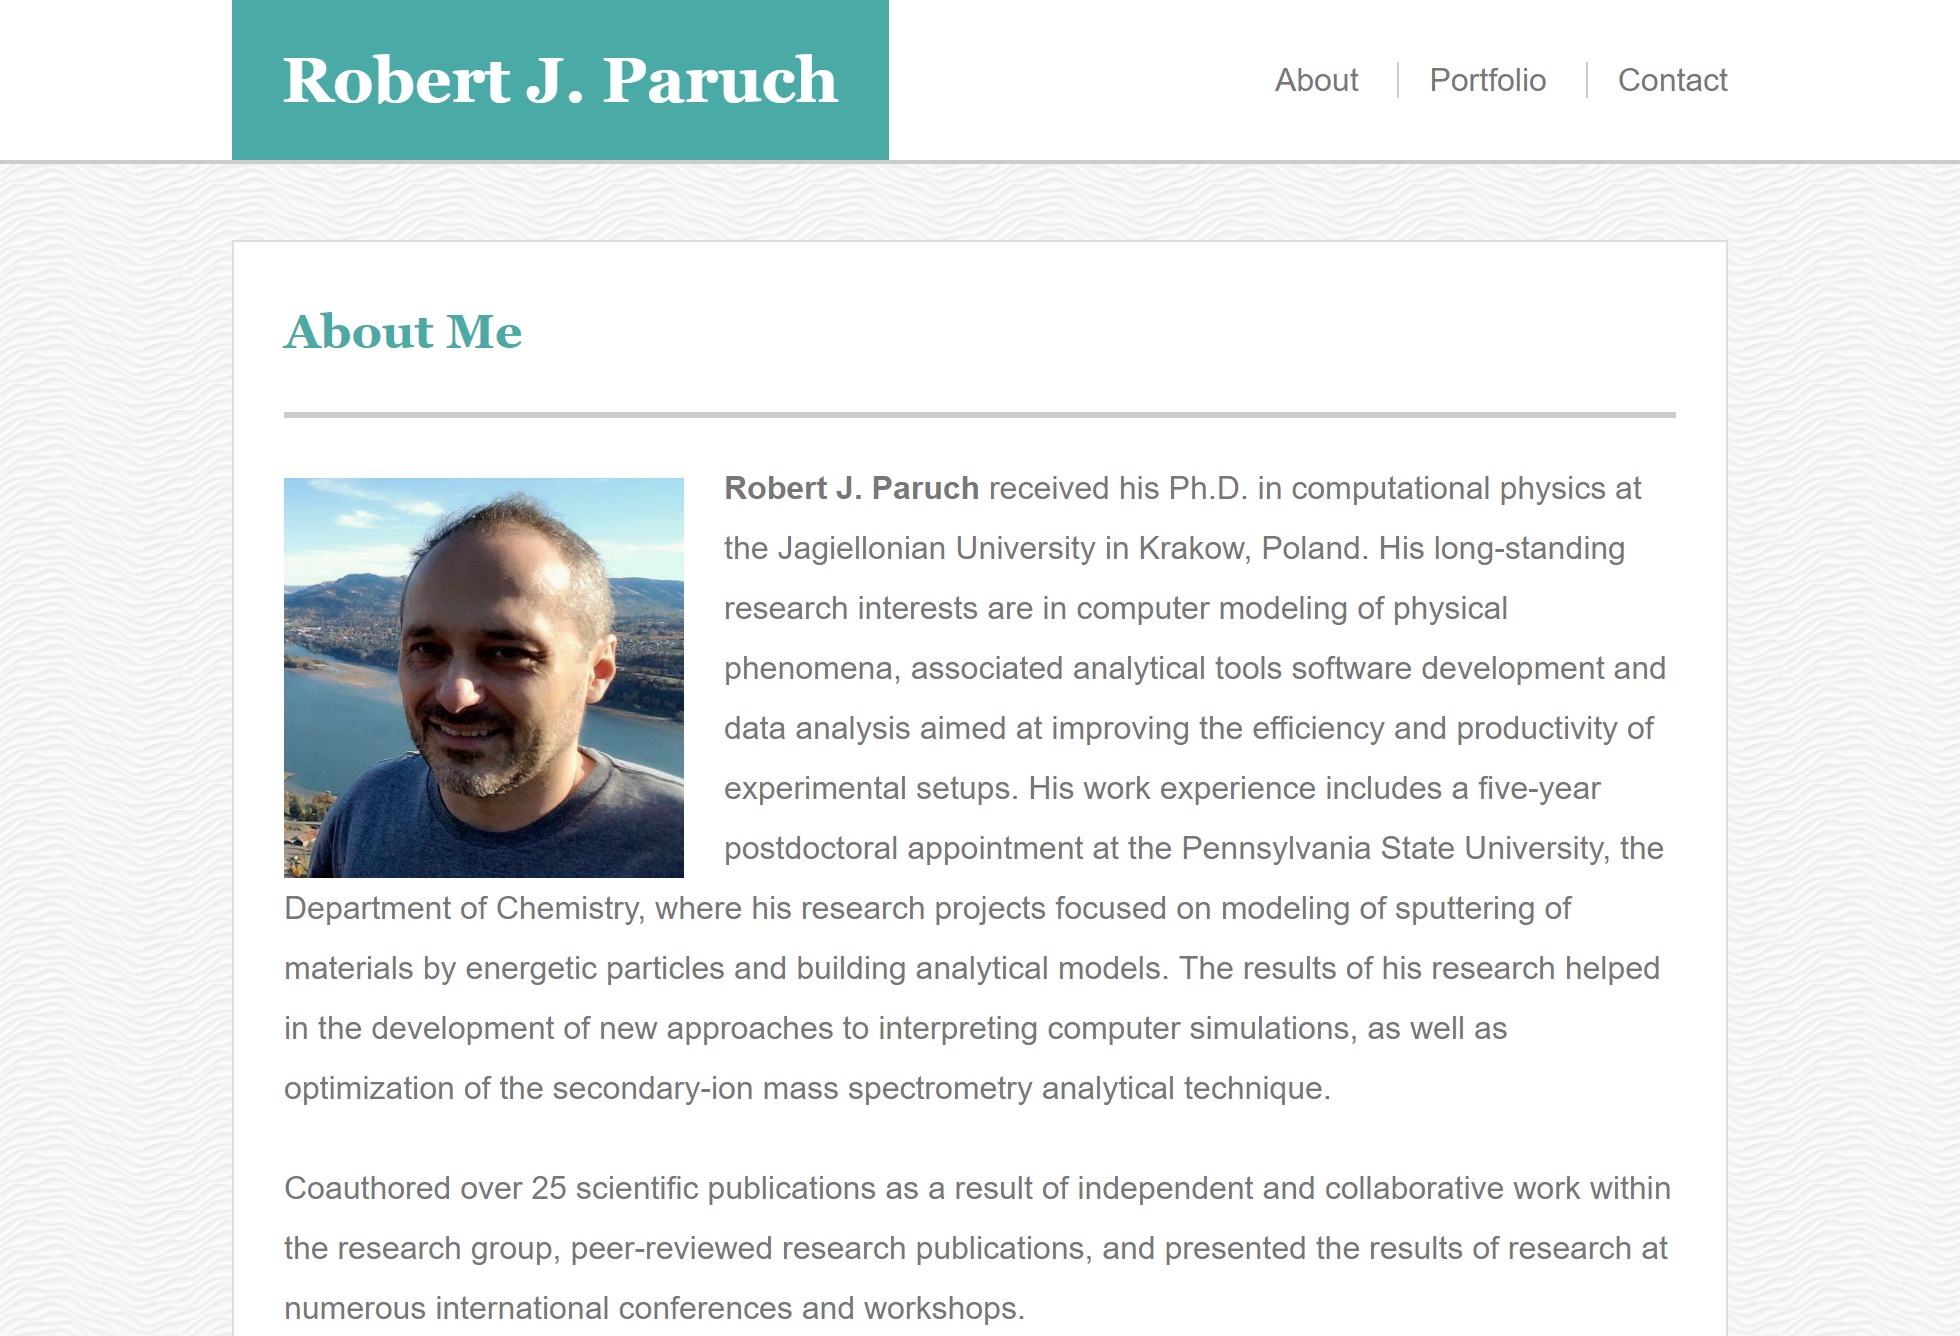 Robert J. Paruch
About
Portfolio
Contact
About Me
Robert J. Paruch received his Ph.D. in computational physics at
the Jagiellonian University in Krakow, Poland. His long-standing
research interests are in computer modeling of physical
phenomena, associated analytical tools software development and
data analysis aimed at improving the efficiency and productivity of
experimental setups. His work experience includes a five-year
postdoctoral appointment at the Pennsylvania State University, the
Department of Chemistry, where his research projects focused on modeling of sputtering of
materials by energetic particles and building analytical models. The results of his research helped
in the development of new approaches to interpreting computer simulations, as well as
optimization of the secondary-ion mass spectrometry analytical technique.
Coauthored over 25 scientific publications as a result of independent and collaborative work within
the research group, peer-reviewed research publications, and presented the results of research at
numerous international conferences and workshops.